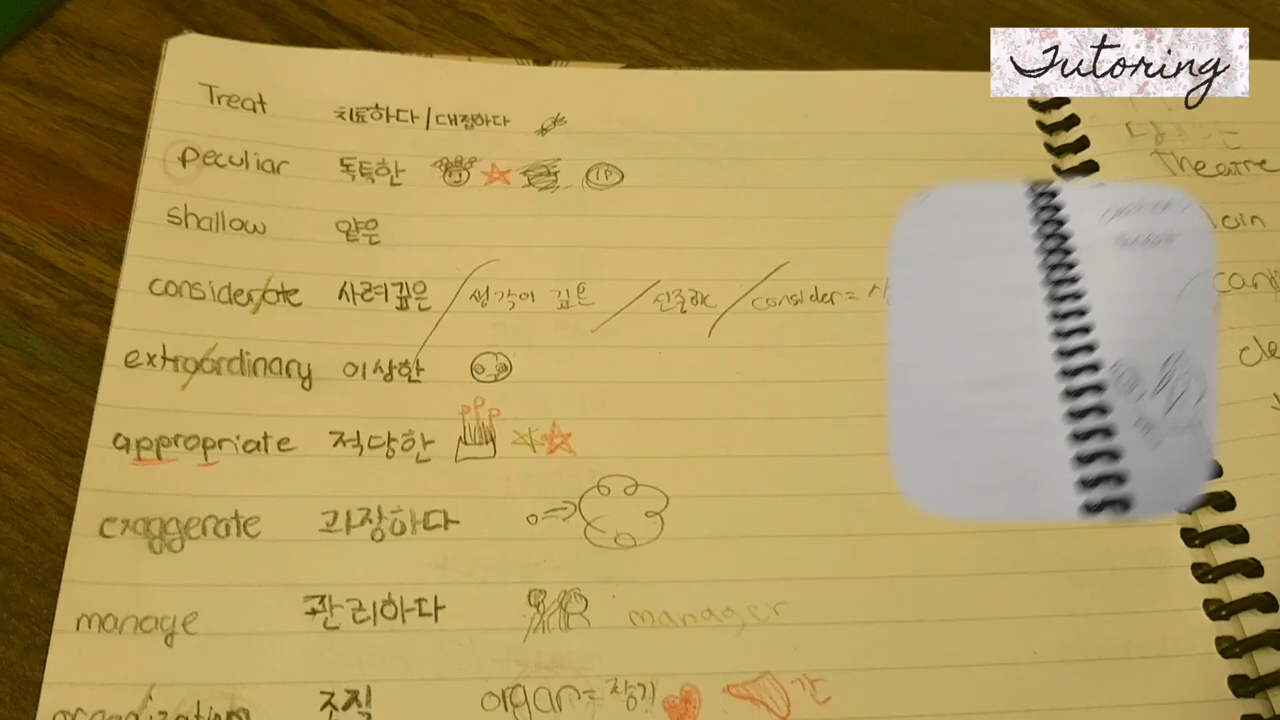 Tutoring
Treat 치료하다/대접하다
peculiar 독특한
shallow 얕은
considerate 사려깊은 / 생각이 깊은 / 신중한 / consider =
extraordinary 이상한
appropriate 적당한
exaggerate 과장하다
manage 관리하다 manager
organization 조직 organ = 장기 간
theatre